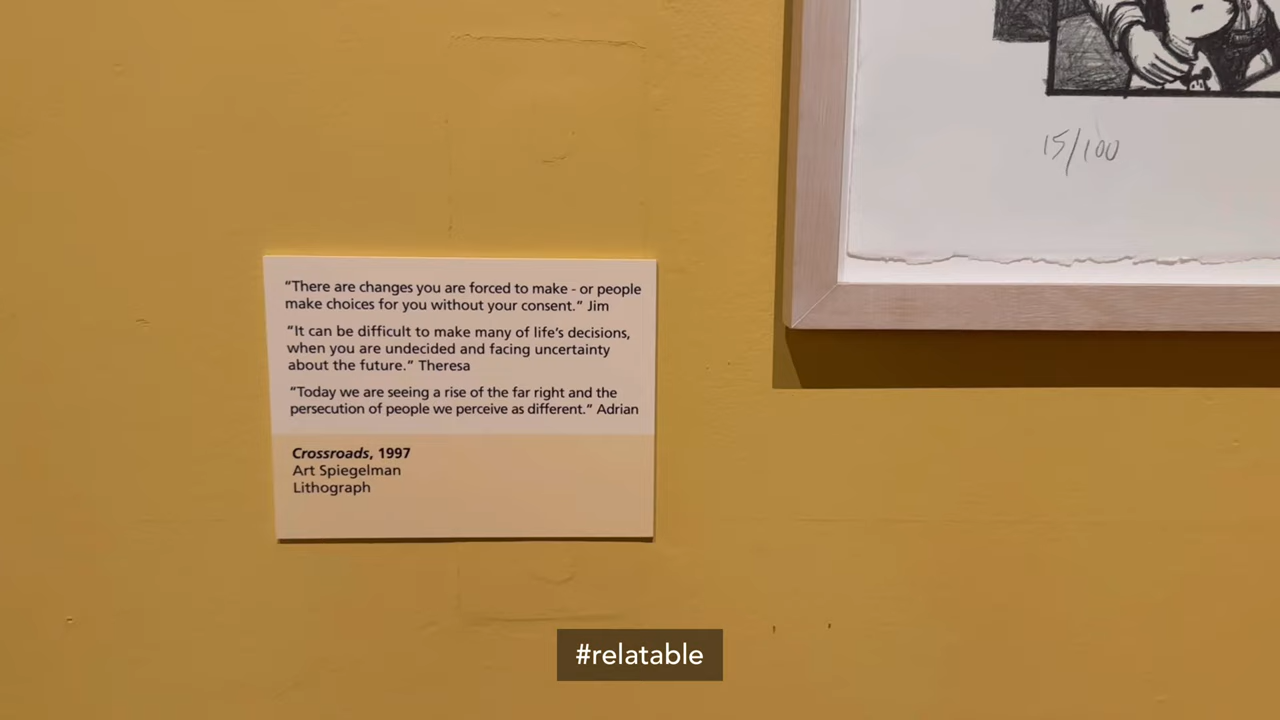 15/100
“There are changes you are forced to make - or people
make choices for you without your consent.” Jim
“It can be difficult to make many of life’s decisions,
when you are undecided and facing uncertainty
about the future.” Theresa
“Today we are seeing a rise of the far right and the
persecution of people we perceive as different.” Adrian
Crossroads, 1997
Art Spiegelman
Lithograph
#relatable